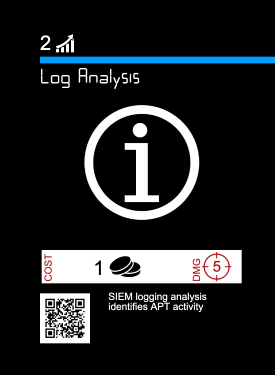 2
Log Analysis
i
COST
1
DMG
5
SIEM logging analysis
identifies APT activity